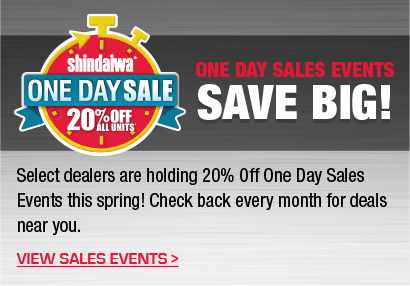 shindaiwa®
ONE DAY SALE
20% OFF
ALL UNITS*
ONE DAY SALES EVENTS
SAVE BIG!
Select dealers are holding 20% Off One Day Sales
Events this spring! Check back every month for deals
near you.
VIEW SALES EVENTS >